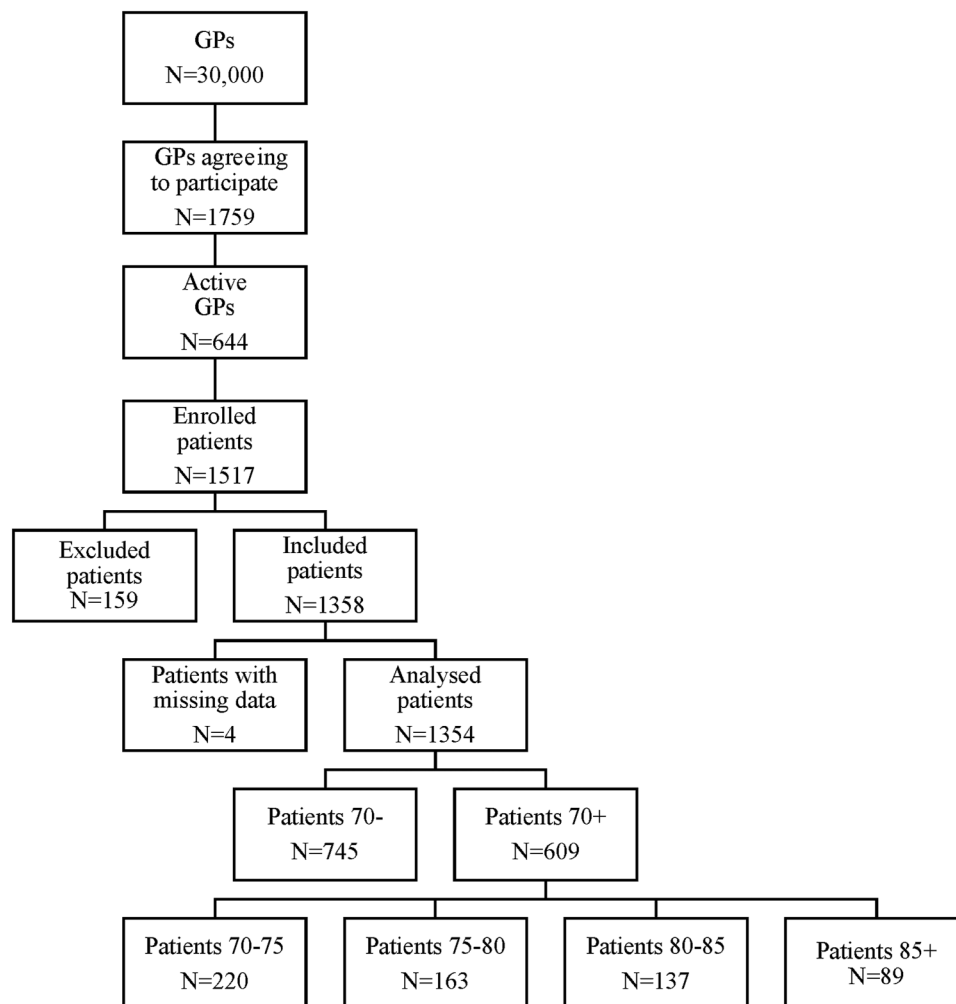 GPs
N=30,000
GPs agreeing
to participate
N=1759
Active
GPs
N=644
Enrolled
patients
N=1517
Excluded
patients
N=159
Included
patients
N=1358
Patients with
missing data
N=4
Analysed
patients
N=1354
Patients 70-
N=745
Patients 70+
N=609
Patients 70-75
N=220
Patients 75-80
N=163
Patients 80-85
N=137
Patients 85+
N=89